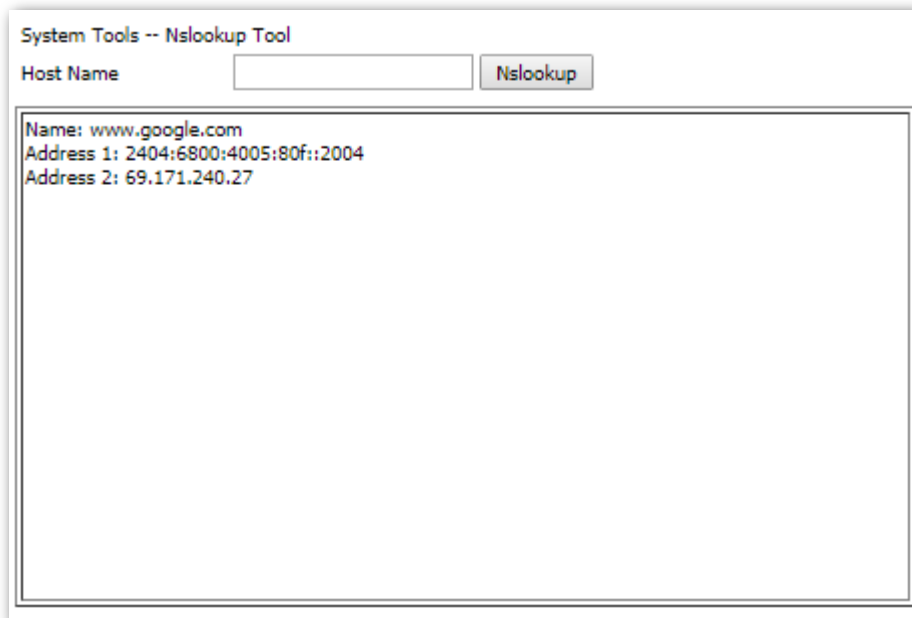 System Tools -- Nslookup Tool
Host Name Nslookup
Name: www.google.com
Address 1: 2404:6800:4005:80f::2004
Address 2: 69.171.240.27